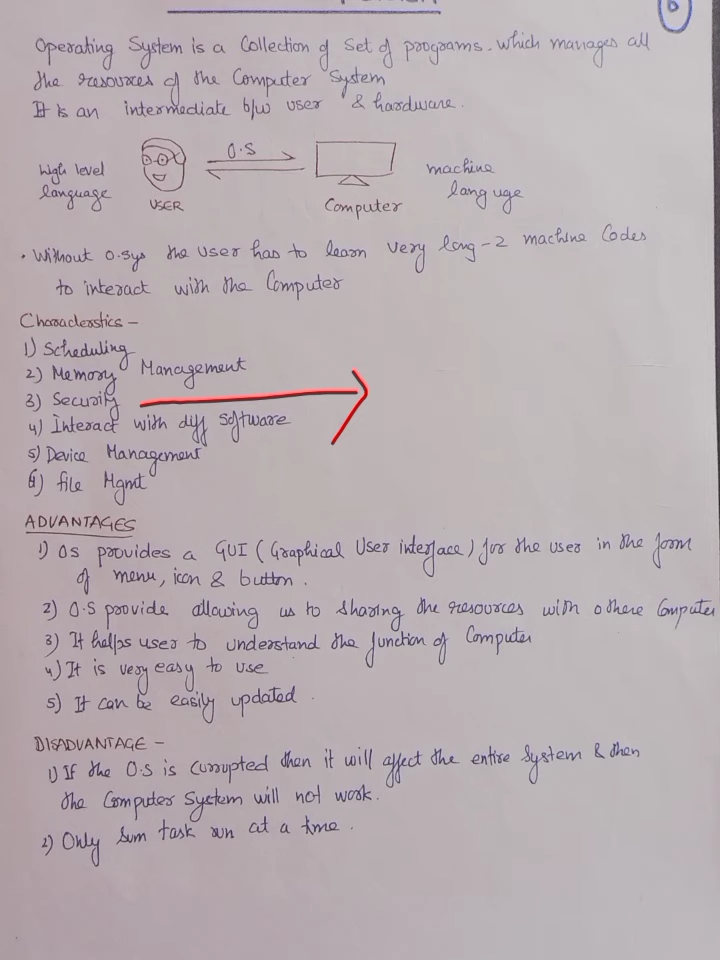 Operating System is a Collection of Set of programs. which manages all
the resources of the Computer System
It is an intermediate b/w user & hardware.
O.S
High level
language
USER
Computer
machine
languge
• Without O.sys the user has to learn very long-2 machine Codes
to interact with the Computer
Characterstics -
1) Scheduling
2) Memory Management
3) Security
4) Interact with diff software
5) Device Management
6) file Mgmt
ADVANTAGES
1) Os provides a GUI (Graphical User interface) for the user in the form
of menu, icon & button.
2) O.S provide allowing us to sharing the resources with othere Computer
3) It helps user to understand the function of Computer
4) It is very easy to use
5) It can be easily updated.
DISADVANTAGE -
1) If the O.S is currupted then it will affect the entire System & then
the Computer System will not work.
2) Only Sum task run at a time.